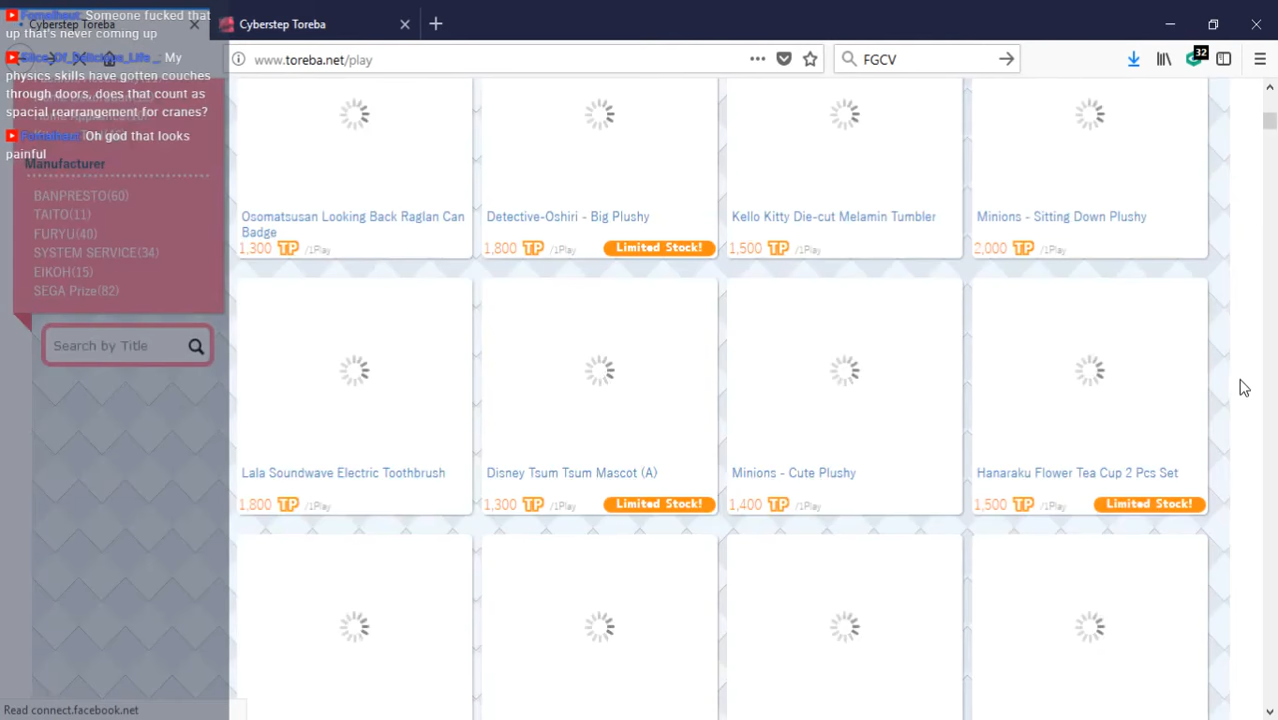 Cyberstep Toreba
Cyberstep Toreba
Fomalhaut Someone fucked that
up that's never coming up
Slice_Of_Delicious_Life_: My
physics skills have gotten couches
through doors, does that count as
spacial rearrangement for cranes?
Fomalhaut: Oh god that looks
painful
www.toreba.net/play
FGCV
32
Manufacturer
BANPRESTO(60)
TAITO(11)
FURYU(40)
SYSTEM SERVICE(34)
EIKOH(15)
SEGA Prize(82)
Search by Title
Osomatsusan Looking Back Raglan Can
Badge
1,300 TP /1Play
Detective-Oshiri - Big Plushy
1,800 TP /1Play Limited Stock!
Kello Kitty Die-cut Melamin Tumbler
1,500 TP /1Play
Minions - Sitting Down Plushy
2,000 TP /1Play
Lala Soundwave Electric Toothbrush
1,800 TP /1Play
Disney Tsum Tsum Mascot (A)
1,300 TP /1Play Limited Stock!
Minions - Cute Plushy
1,400 TP /1Play
Hanaraku Flower Tea Cup 2 Pcs Set
1,500 TP /1Play Limited Stock!
Read connect.facebook.net